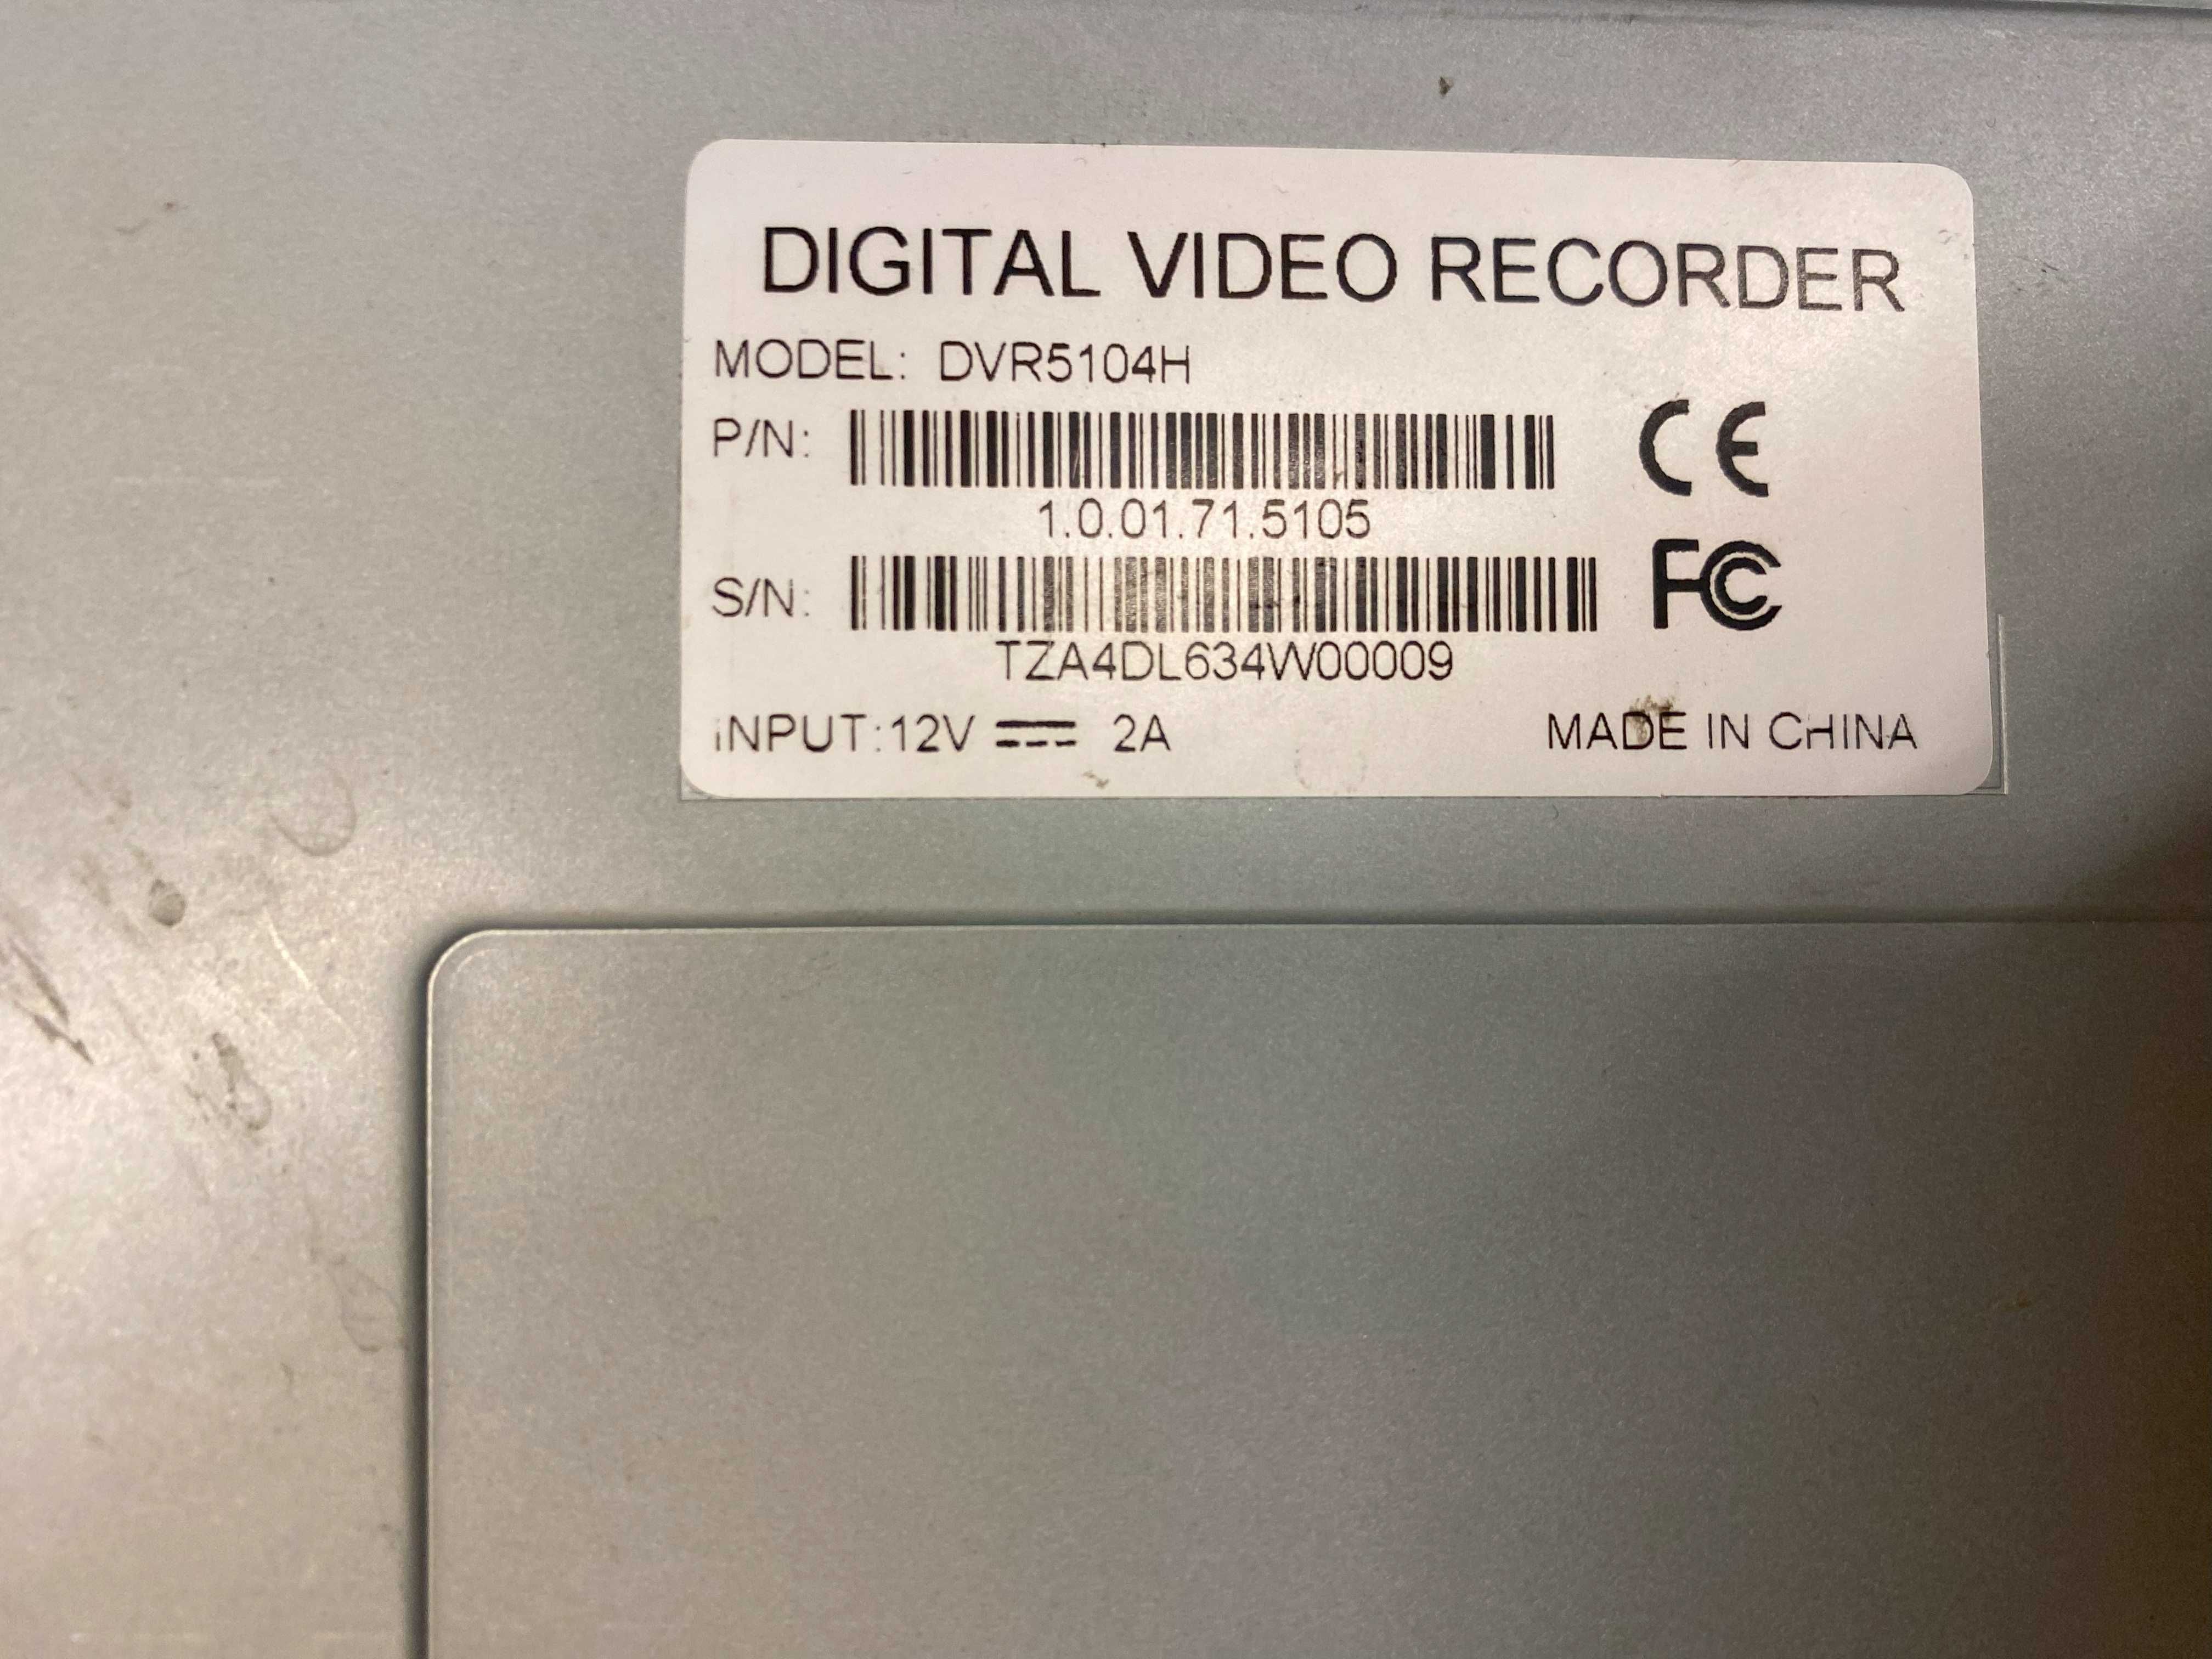 DIGITAL VIDEO RECORDER
MODEL: DVR5104H
P/N:
1.0.01.71.5105
S/N:
TZA4DL634W00009
INPUT:12V 2A
MADE IN CHINA
CE
FC